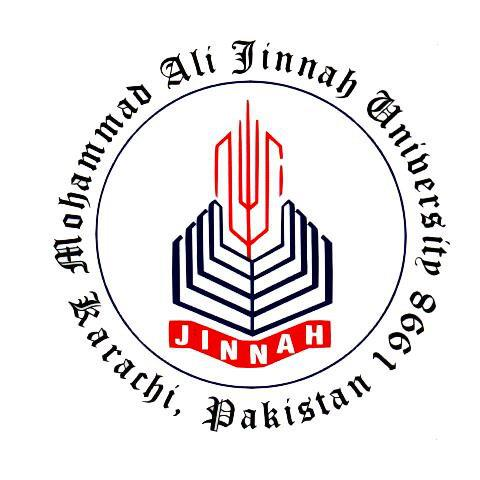 Mohammad Ali Jinnah University 1998
Karachi, Pakistan
JINNAH